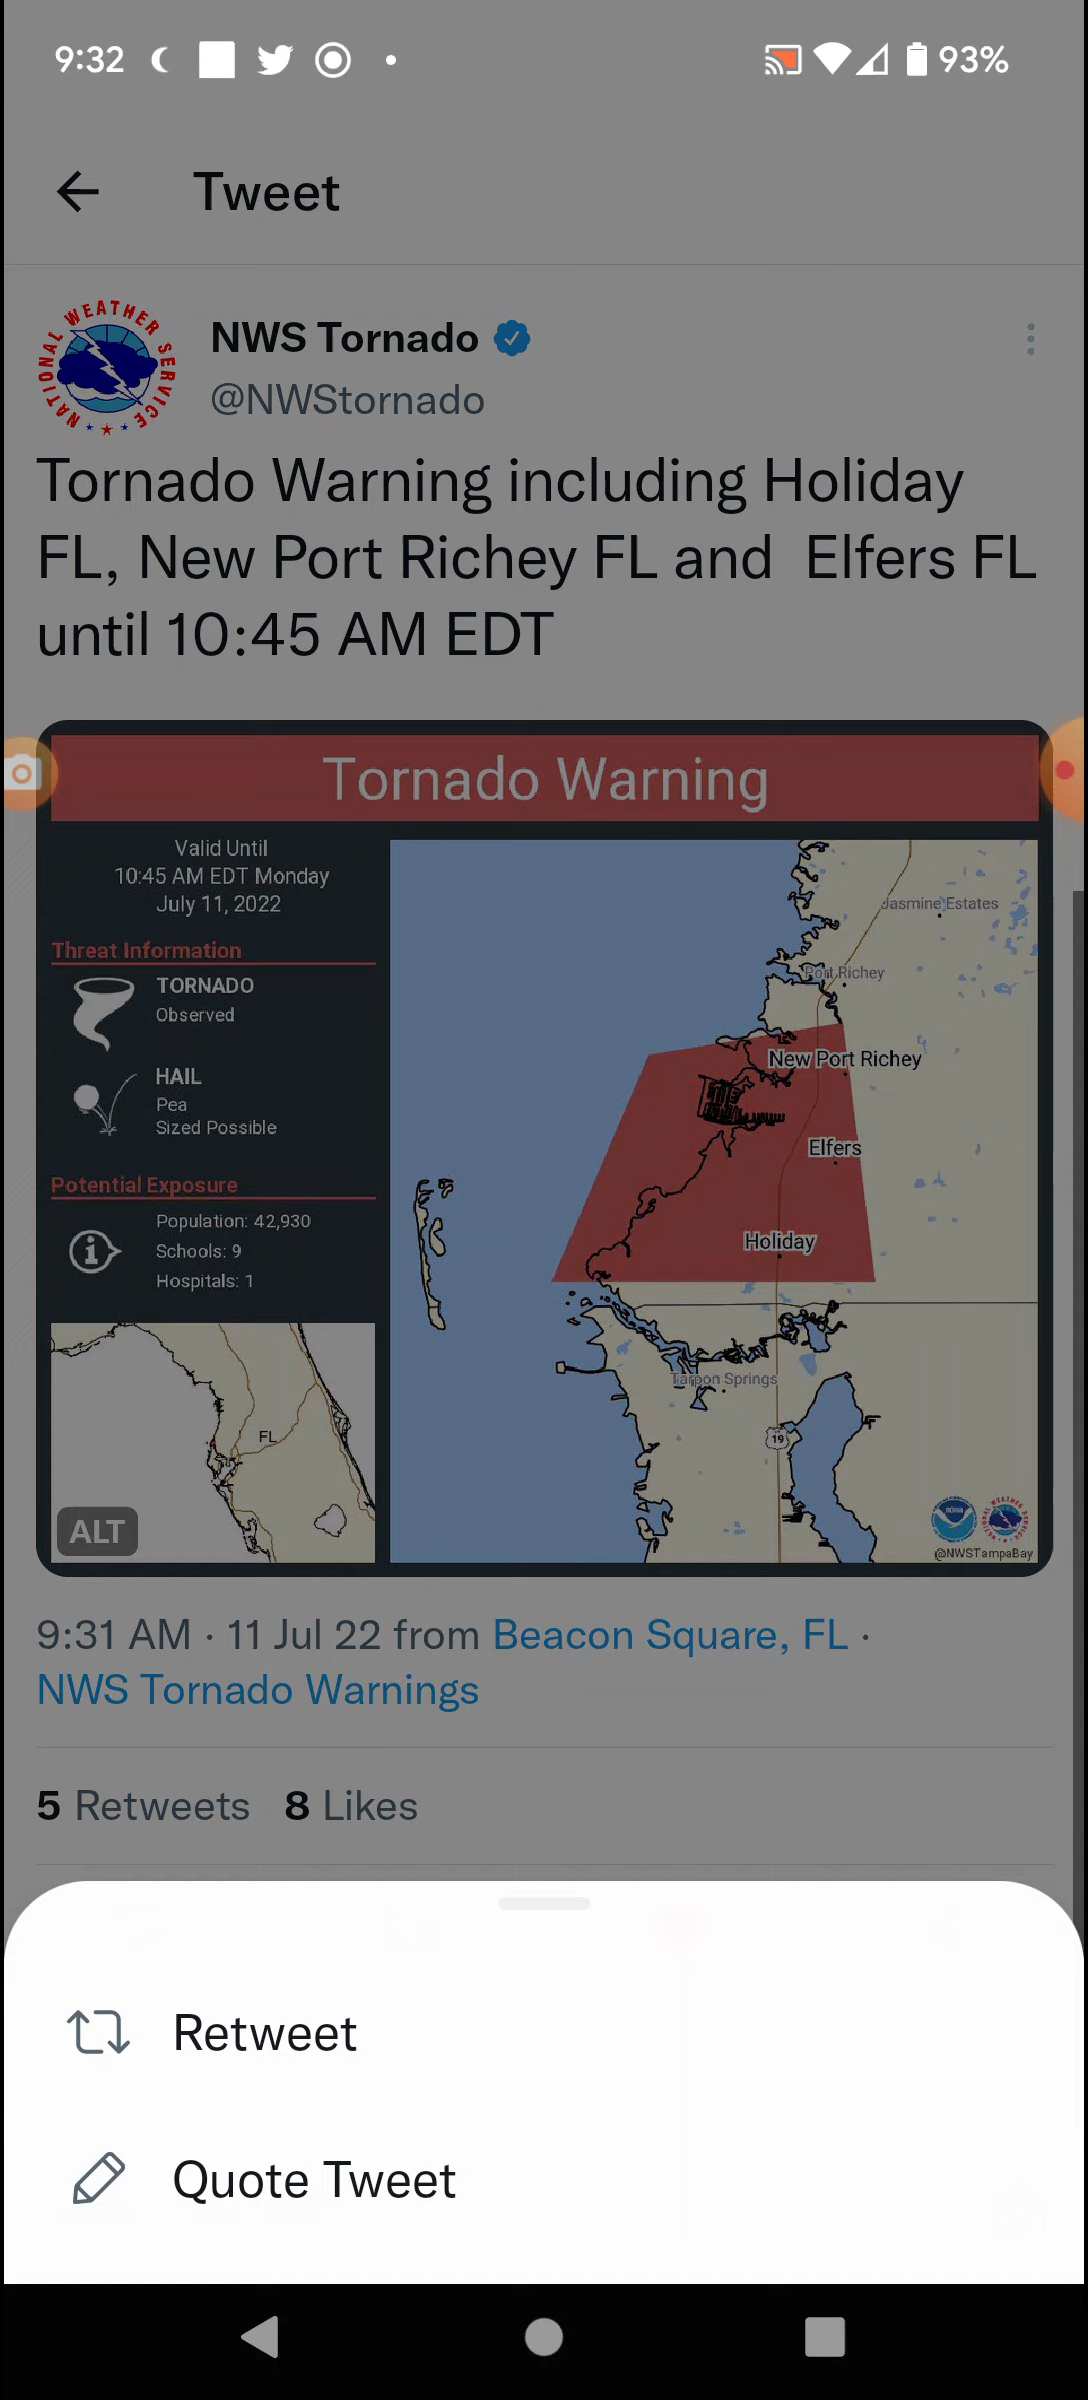 9:32
93%
Tweet
NATIONAL WEATHER SERVICE
NWS Tornado
@NWStornado
Tornado Warning including Holiday
FL, New Port Richey FL and Elfers FL
until 10:45 AM EDT
Tornado Warning
Valid Until
10:45 AM EDT Monday
July 11, 2022
Threat Information
TORNADO
Observed
HAIL
Pea
Sized Possible
Potential Exposure
Population: 42,930
Schools: 9
Hospitals: 1
FL
ALT
Jasmine Estates
Port Richey
New Port Richey
Elfers
Holiday
Tarpon Springs
19
@NWSTampaBay
9:31 AM · 11 Jul 22 from Beacon Square, FL ·
NWS Tornado Warnings
5 Retweets 8 Likes
Retweet
Quote Tweet